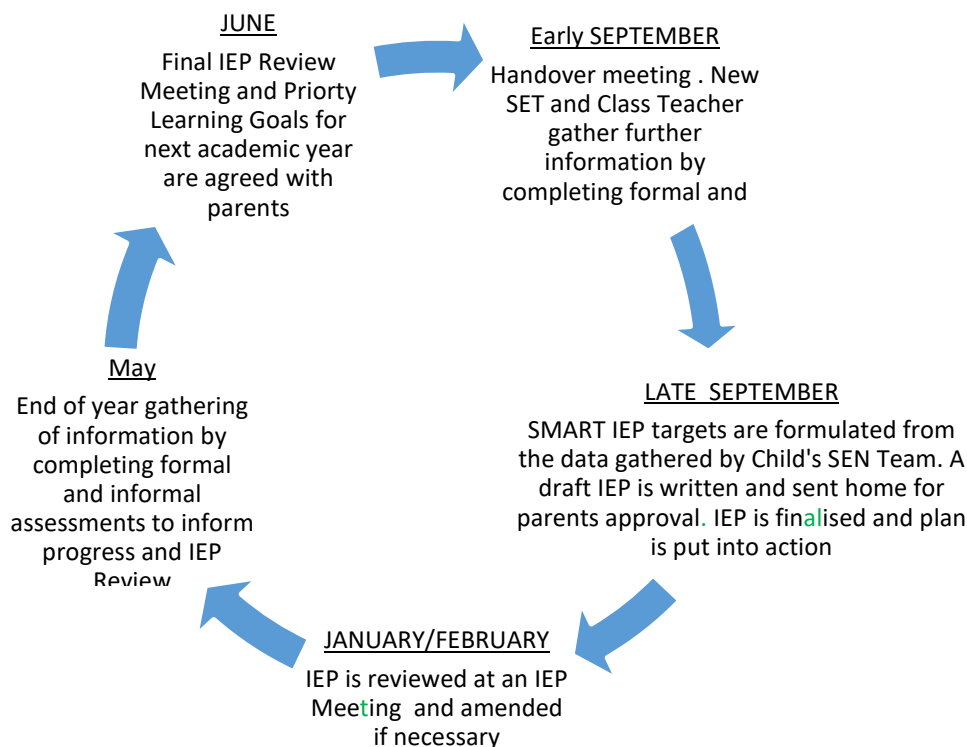 JUNE
Final IEP Review
Meeting and Priorty
Learning Goals for
next academic year
are agreed with
parents
Early SEPTEMBER
Handover meeting . New
SET and Class Teacher
gather further
information by
completing formal and
LATE SEPTEMBER
SMART IEP targets are formulated from
the data gathered by Child's SEN Team. A
draft IEP is written and sent home for
parents approval. IEP is finalised and plan
is put into action
JANUARY/FEBRUARY
IEP is reviewed at an IEP
Meeting and amended
if necessary
May
End of year gathering
of information by
completing formal
and informal
assessments to inform
progress and IEP
Review